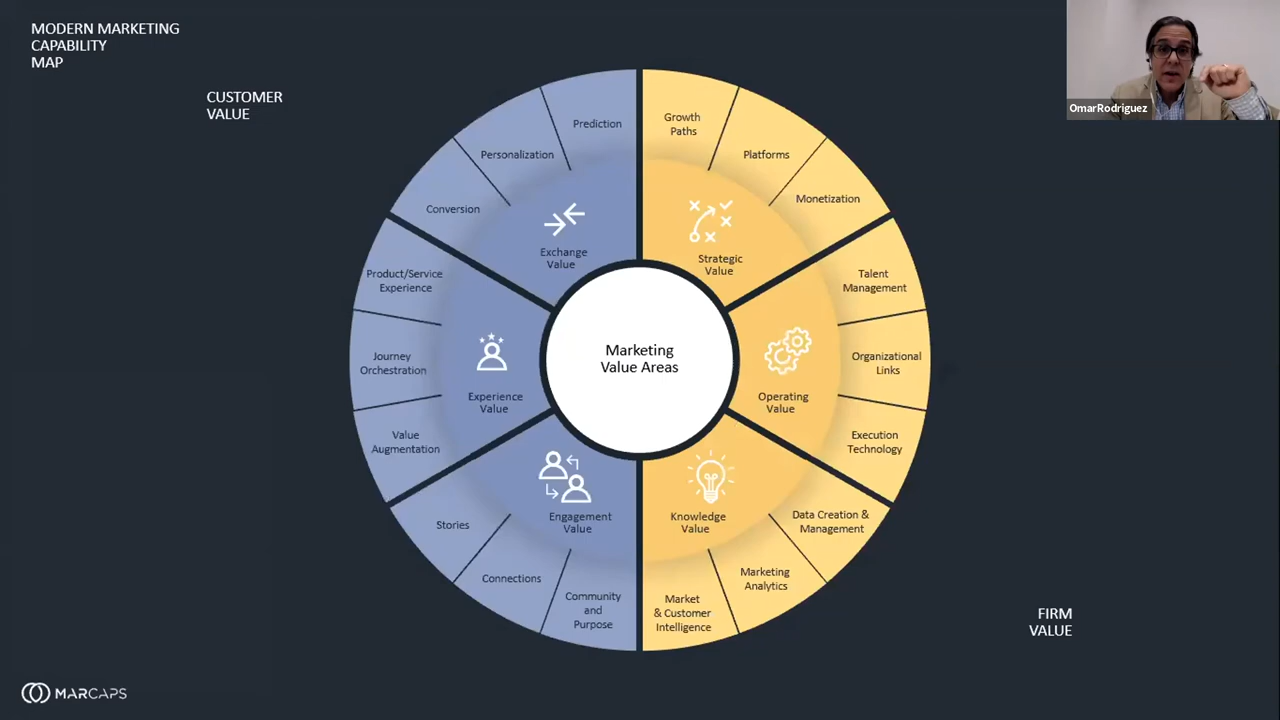 MODERN MARKETING
CAPABILITY
MAP
CUSTOMER
VALUE
OmarRodriguez
Prediction
Personalization
Conversion
Exchange
Value
Product/Service
Experience
Journey
Orchestration
Value
Augmentation
Experience
Value
Stories
Connections
Community
and
Purpose
Engagement
Value
Marketing
Value Areas
Growth
Paths
Platforms
Monetization
Strategic
Value
Talent
Management
Organizational
Links
Execution
Technology
Operating
Value
Data Creation &
Management
Marketing
Analytics
Market
& Customer
Intelligence
Knowledge
Value
FIRM
VALUE
MARCAPS